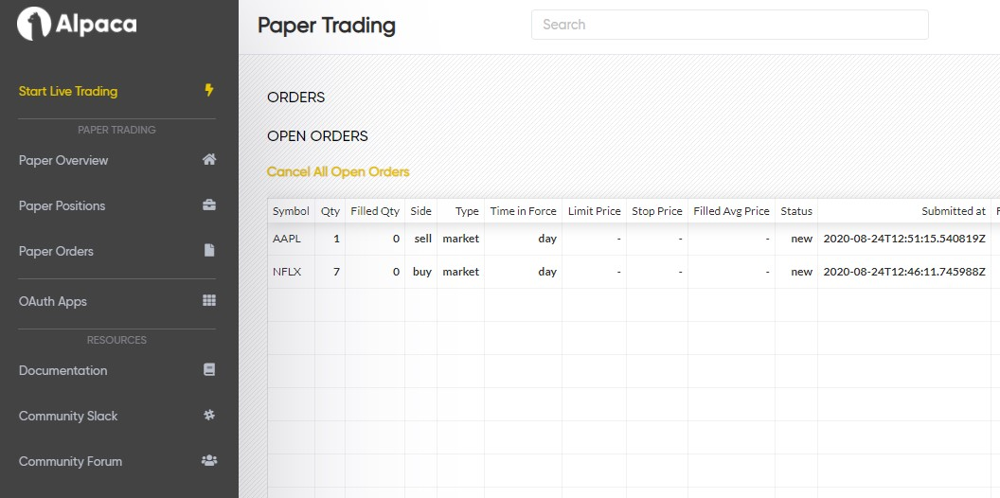 Alpaca
Paper Trading
Search
Start Live Trading
PAPER TRADING
Paper Overview
Paper Positions
Paper Orders
OAuth Apps
RESOURCES
Documentation
Community Slack
Community Forum
ORDERS
OPEN ORDERS
Cancel All Open Orders
Symbol Qty Filled Qty Side Type Time in Force Limit Price Stop Price Filled Avg Price Status Submitted at
AAPL 1 0 sell market day - - - new 2020-08-24T12:51:15.540819Z
NFLX 7 0 buy market day - - - new 2020-08-24T12:46:11.745988Z